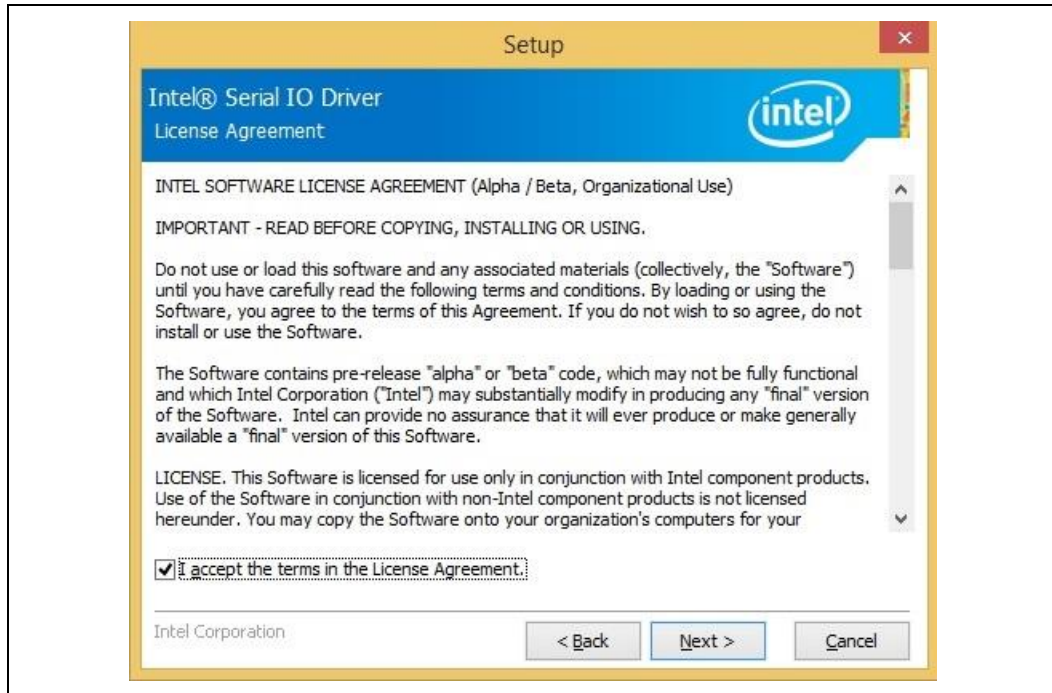 Setup
Intel® Serial IO Driver
intel
License Agreement
INTEL SOFTWARE LICENSE AGREEMENT (Alpha / Beta, Organizational Use)
IMPORTANT - READ BEFORE COPYING, INSTALLING OR USING.
Do not use or load this software and any associated materials (collectively, the "Software")
until you have carefully read the following terms and conditions. By loading or using the
Software, you agree to the terms of this Agreement. If you do not wish to so agree, do not
install or use the Software.
The Software contains pre-release "alpha" or "beta" code, which may not be fully functional
and which Intel Corporation ("Intel") may substantially modify in producing any "final" version
of the Software.  Intel can provide no assurance that it will ever produce or make generally
available a "final" version of this Software.
LICENSE. This Software is licensed for use only in conjunction with Intel component products.
Use of the Software in conjunction with non-Intel component products is not licensed
hereunder. You may copy the Software onto your organization's computers for your
I accept the terms in the License Agreement.
Intel Corporation
< Back
Next >
Cancel